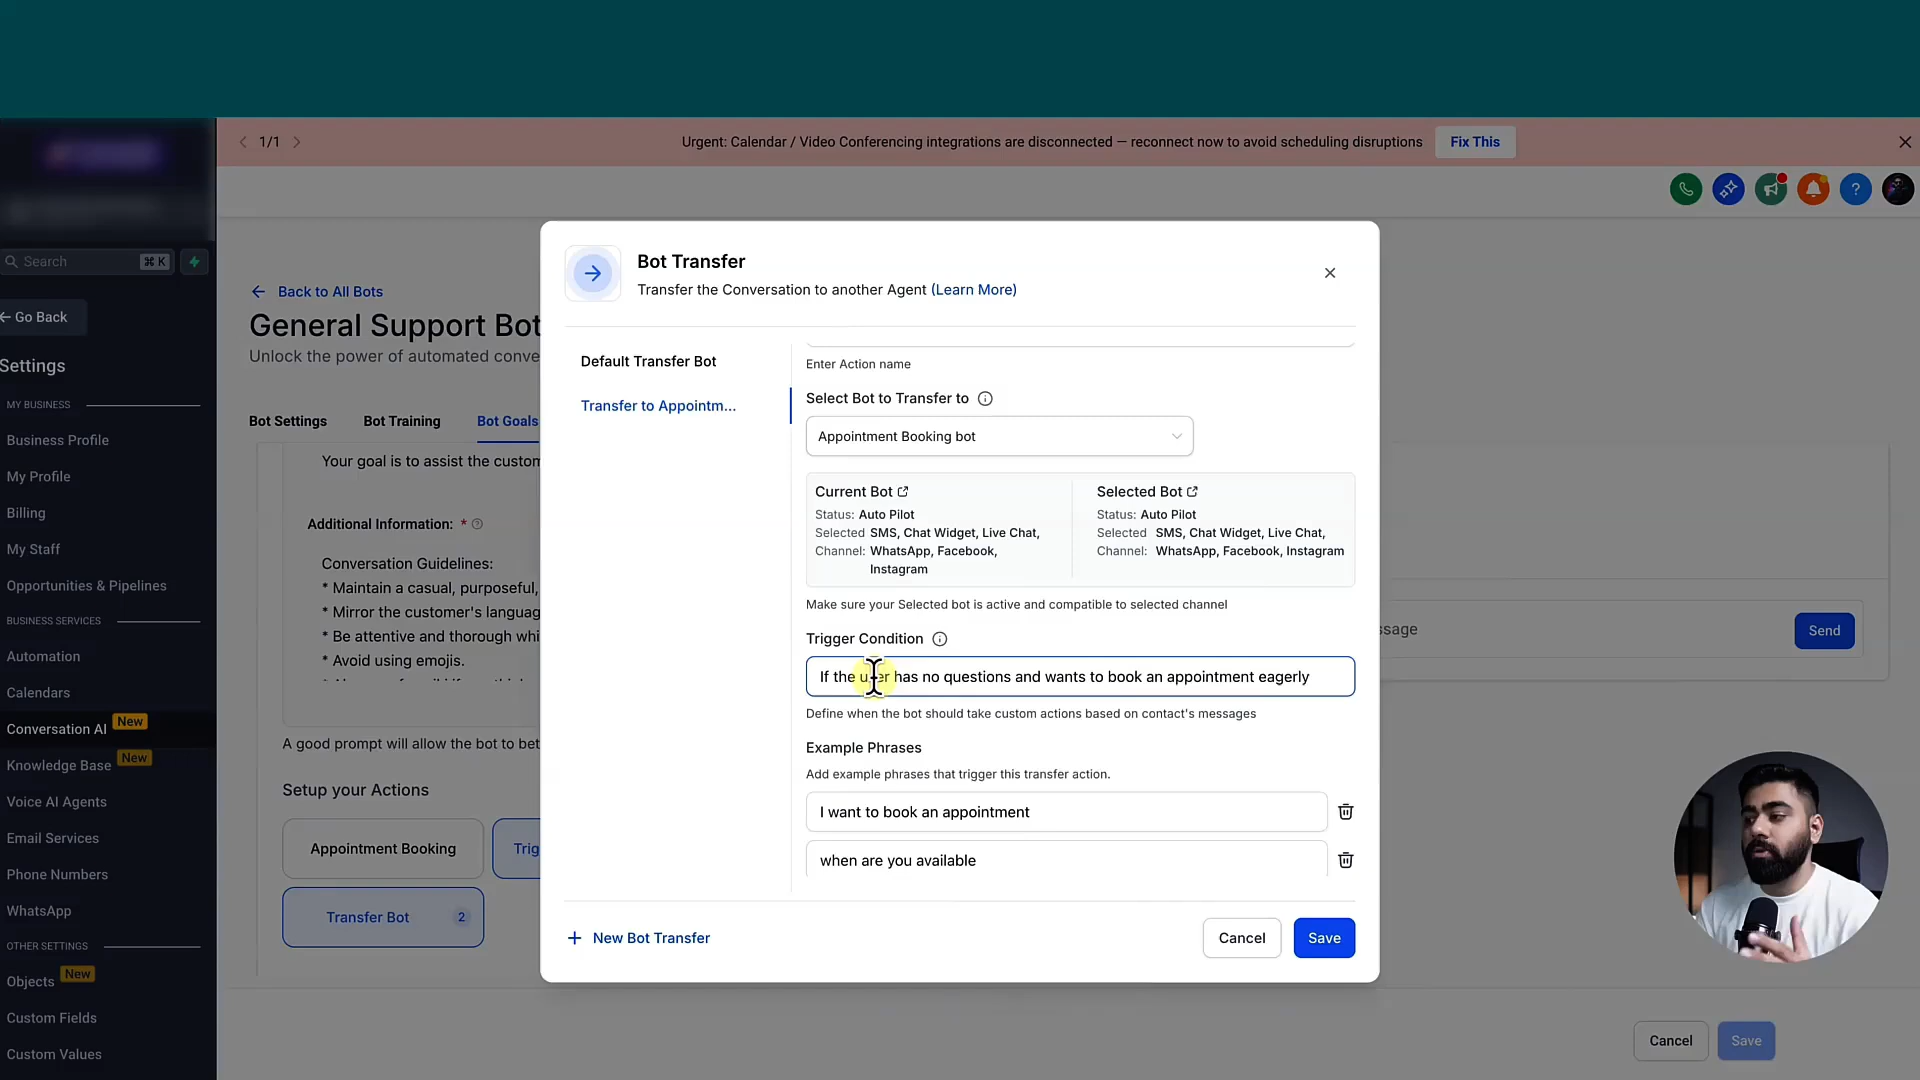 1/1
Urgent: Calendar / Video Conferencing integrations are disconnected — reconnect now to avoid scheduling disruptions
Fix This
Search
⌘ K
Go Back
Settings
MY BUSINESS
Business Profile
My Profile
Billing
My Staff
Opportunities & Pipelines
BUSINESS SERVICES
Automation
Calendars
Conversation AI New
Knowledge Base New
Voice AI Agents
Email Services
Phone Numbers
WhatsApp
OTHER SETTINGS
Objects New
Custom Fields
Custom Values
Back to All Bots
General Support Bot
Unlock the power of automated conve
Bot Settings
Bot Training
Bot Goals
Your goal is to assist the custom
Additional Information: *
Conversation Guidelines:
* Maintain a casual, purposeful,
* Mirror the customer's languag
* Be attentive and thorough whi
* Avoid using emojis.
A good prompt will allow the bot to bet
Setup your Actions
Appointment Booking
Trig
Transfer Bot 2
Bot Transfer
Transfer the Conversation to another Agent (Learn More)
Default Transfer Bot
Transfer to Appointm...
Enter Action name
Select Bot to Transfer to
Appointment Booking bot
Current Bot
Status: Auto Pilot
Selected SMS, Chat Widget, Live Chat,
Channel: WhatsApp, Facebook,
Instagram
Selected Bot
Status: Auto Pilot
Selected SMS, Chat Widget, Live Chat,
Channel: WhatsApp, Facebook, Instagram
Make sure your Selected bot is active and compatible to selected channel
Trigger Condition
If the user has no questions and wants to book an appointment eagerly
Define when the bot should take custom actions based on contact's messages
Example Phrases
Add example phrases that trigger this transfer action.
I want to book an appointment
when are you available
+ New Bot Transfer
Cancel
Save
ssage
Send
Cancel
Save